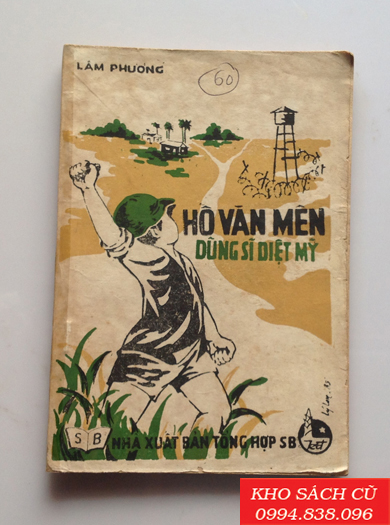 LÂM PHƯƠNG
60
HỒ VĂN MÊN
DŨNG SĨ DIỆT MỸ
S B NHÀ XUẤT BẢN TỔNG HỢP SB
KHO SÁCH CŨ
0994.838.096